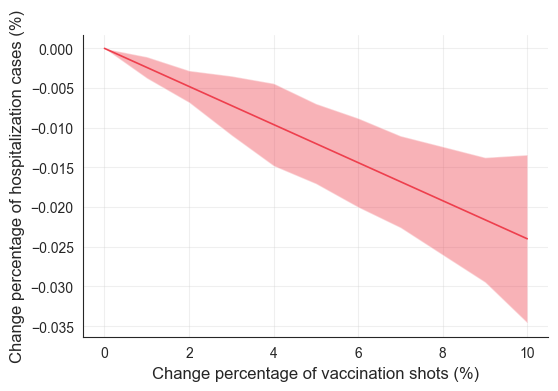 Change percentage of hospitalization cases (%)
0.000
−0.005
−0.010
−0.015
−0.020
−0.025
−0.030
−0.035
0 2 4 6 8 10
Change percentage of vaccination shots (%)